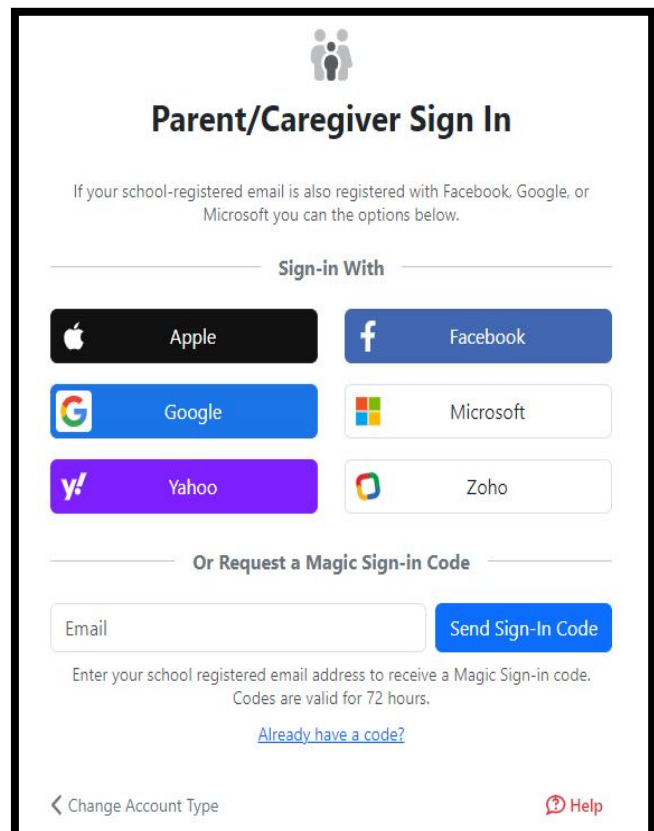 Parent/Caregiver Sign In
If your school-registered email is also registered with Facebook, Google, or
Microsoft you can the options below.
Sign-in With
Apple
Facebook
Google
Microsoft
Yahoo
Zoho
Or Request a Magic Sign-in Code
Email
Send Sign-In Code
Enter your school registered email address to receive a Magic Sign-in code.
Codes are valid for 72 hours.
Already have a code?
Change Account Type
Help